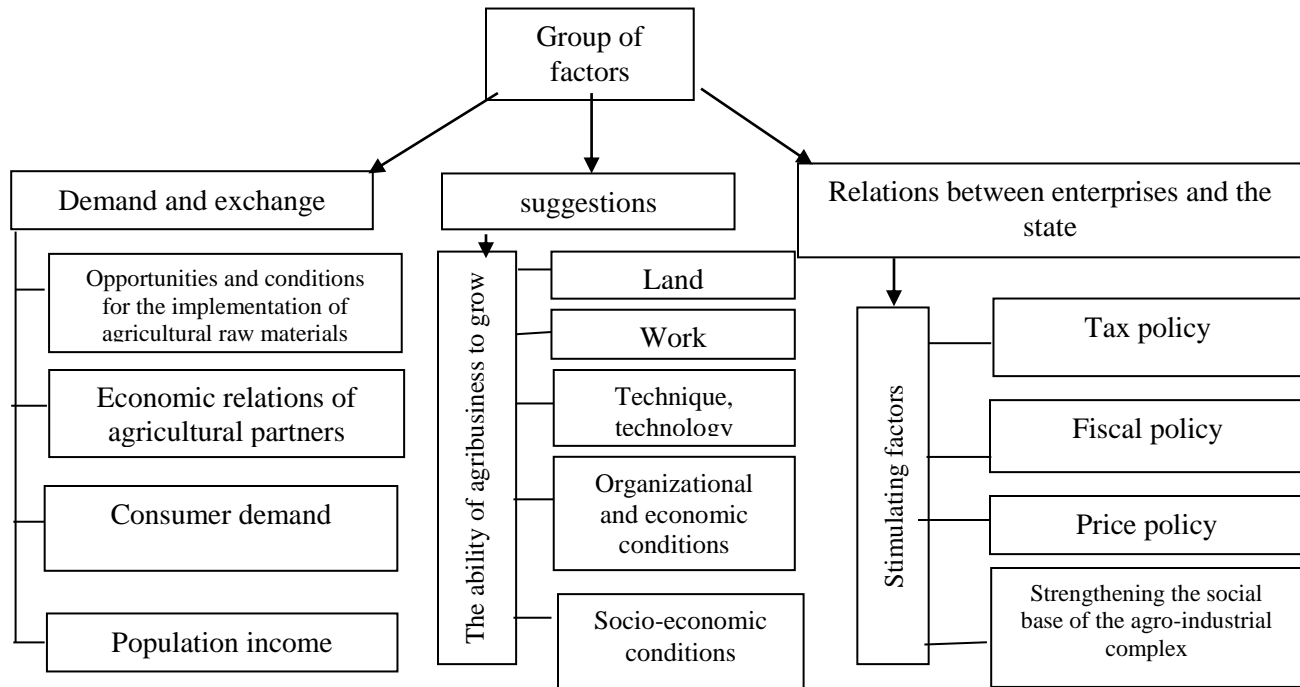 Group of
factors
Demand and exchange
suggestions
Relations between enterprises and the
state
Opportunities and conditions
for the implementation of
agricultural raw materials
Economic relations of
agricultural partners
Consumer demand
Population income
The ability of agribusiness to grow
Land
Work
Technique,
technology
Organizational
and economic
conditions
Socio-economic
conditions
Stimulating factors
Tax policy
Fiscal policy
Price policy
Strengthening the social
base of the agro-industrial
complex